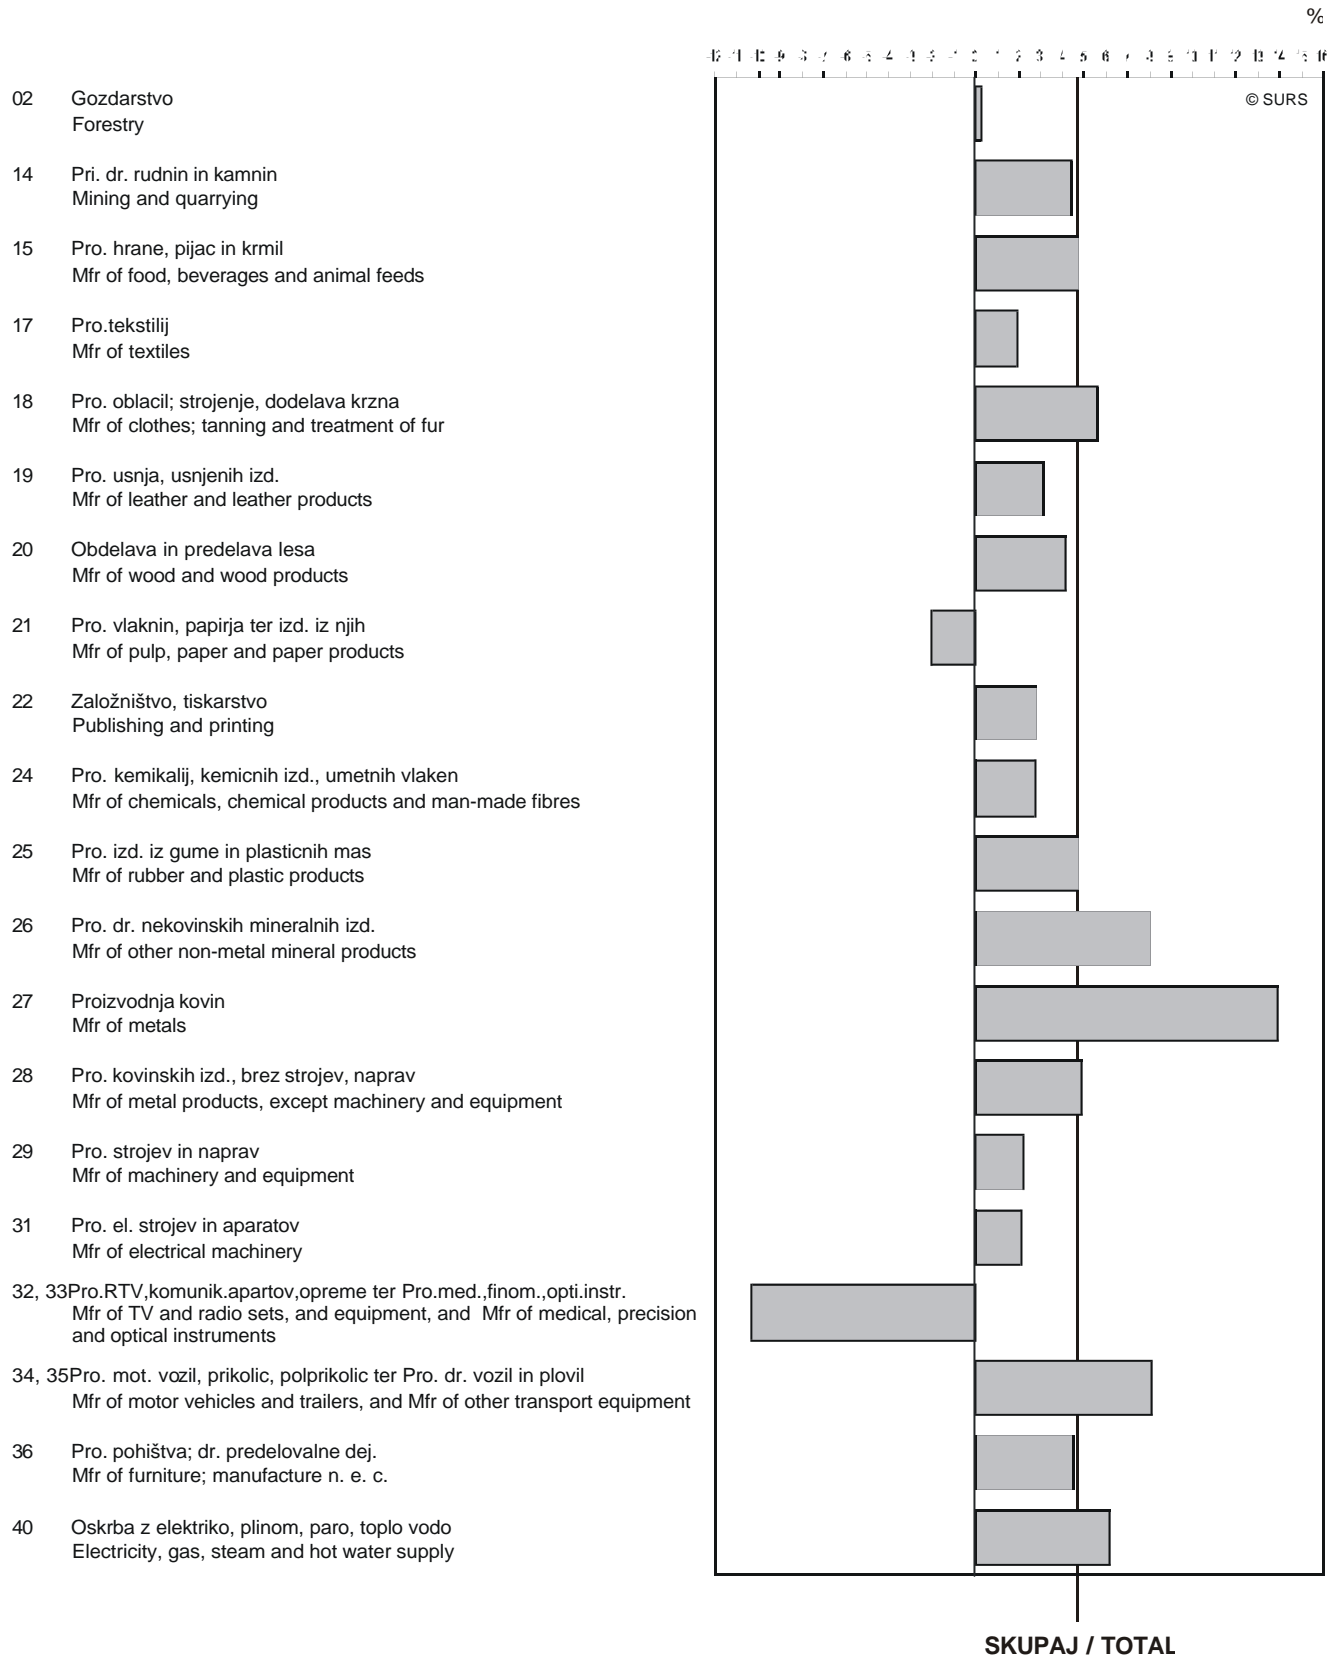 %
02 Gozdarstvo
Forestry
© SURS
14 Pri. dr. rudnin in kamnin
Mining and quarrying
15 Pro. hrane, pijac in krmil
Mfr of food, beverages and animal feeds
17 Pro.tekstilij
Mfr of textiles
18 Pro. oblacil; strojenje, dodelava krzna
Mfr of clothes; tanning and treatment of fur
19 Pro. usnja, usnjenih izd.
Mfr of leather and leather products
20 Obdelava in predelava lesa
Mfr of wood and wood products
21 Pro. vlaknin, papirja ter izd. iz njih
Mfr of pulp, paper and paper products
22 Založništvo, tiskarstvo
Publishing and printing
24 Pro. kemikalij, kemicnih izd., umetnih vlaken
Mfr of chemicals, chemical products and man-made fibres
25 Pro. izd. iz gume in plasticnih mas
Mfr of rubber and plastic products
26 Pro. dr. nekovinskih mineralnih izd.
Mfr of other non-metal mineral products
27 Proizvodnja kovin
Mfr of metals
28 Pro. kovinskih izd., brez strojev, naprav
Mfr of metal products, except machinery and equipment
29 Pro. strojev in naprav
Mfr of machinery and equipment
31 Pro. el. strojev in aparatov
Mfr of electrical machinery
32, 33Pro.RTV,komunik.apartov,opreme ter Pro.med.,finom.,opti.instr.
Mfr of TV and radio sets, and equipment, and Mfr of medical, precision
and optical instruments
34, 35Pro. mot. vozil, prikolic, polprikolic ter Pro. dr. vozil in plovil
Mfr of motor vehicles and trailers, and Mfr of other transport equipment
36 Pro. pohištva; dr. predelovalne dej.
Mfr of furniture; manufacture n. e. c.
40 Oskrba z elektriko, plinom, paro, toplo vodo
Electricity, gas, steam and hot water supply
SKUPAJ / TOTAL